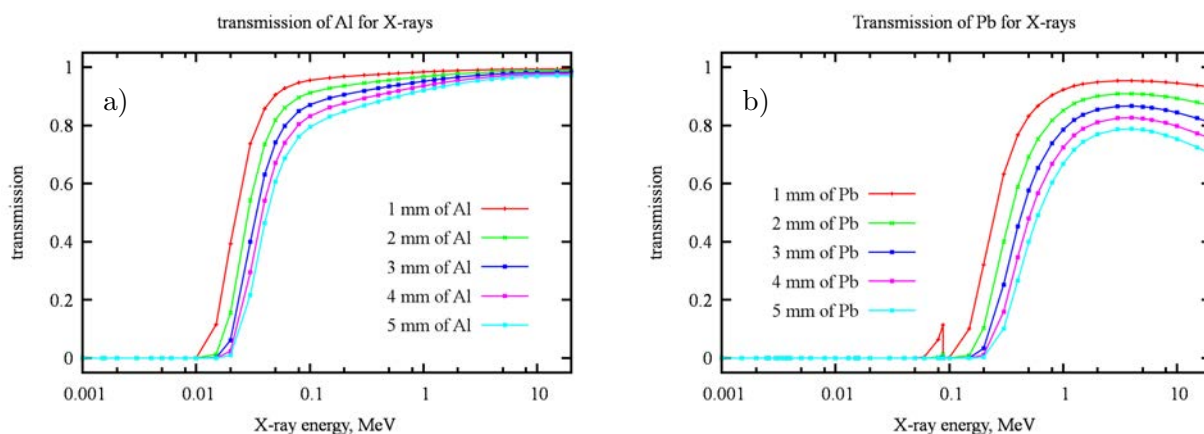 transmission of Al for X-rays
a)
transmission
1
0.8
0.6
0.4
0.2
0
1 mm of Al
2 mm of Al
3 mm of Al
4 mm of Al
5 mm of Al
0.001
0.01
0.1
1
10
X-ray energy, MeV
Transmission of Pb for X-rays
b)
transmission
1
0.8
0.6
0.4
0.2
0
1 mm of Pb
2 mm of Pb
3 mm of Pb
4 mm of Pb
5 mm of Pb
0.001
0.01
0.1
1
10
X-ray energy, MeV